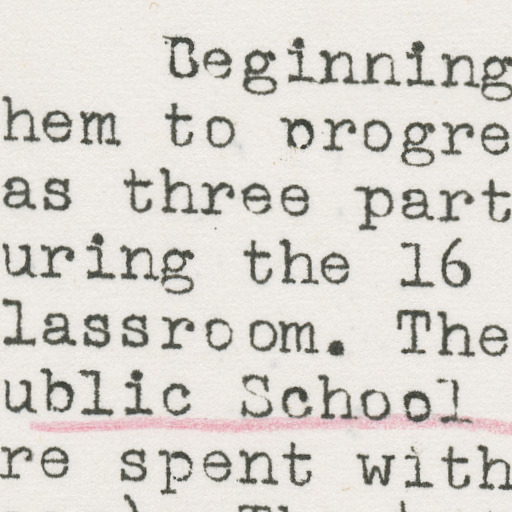 Beginning
hem to progre
as three part
uring the 16
lassroom. The
ublic School
re spent with